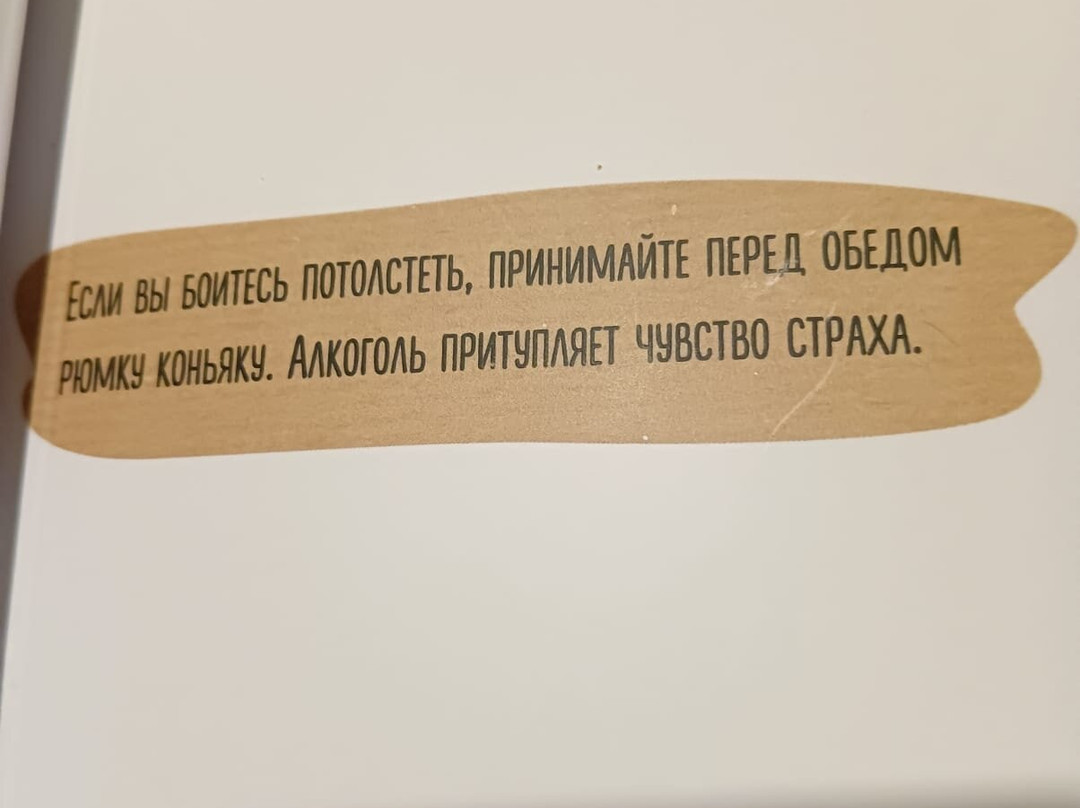 Если вы боитесь потолстеть, принимайте перед обедом
рюмку коньяку. Алкоголь притупляет чувство страха.